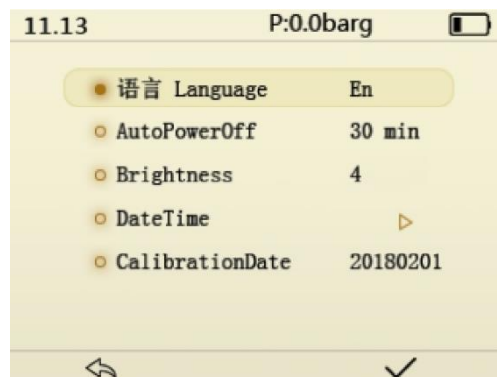 11.13 P:0.0barg
语言 Language En
AutoPowerOff 30 min
Brightness 4
DateTime
CalibrationDate 20180201